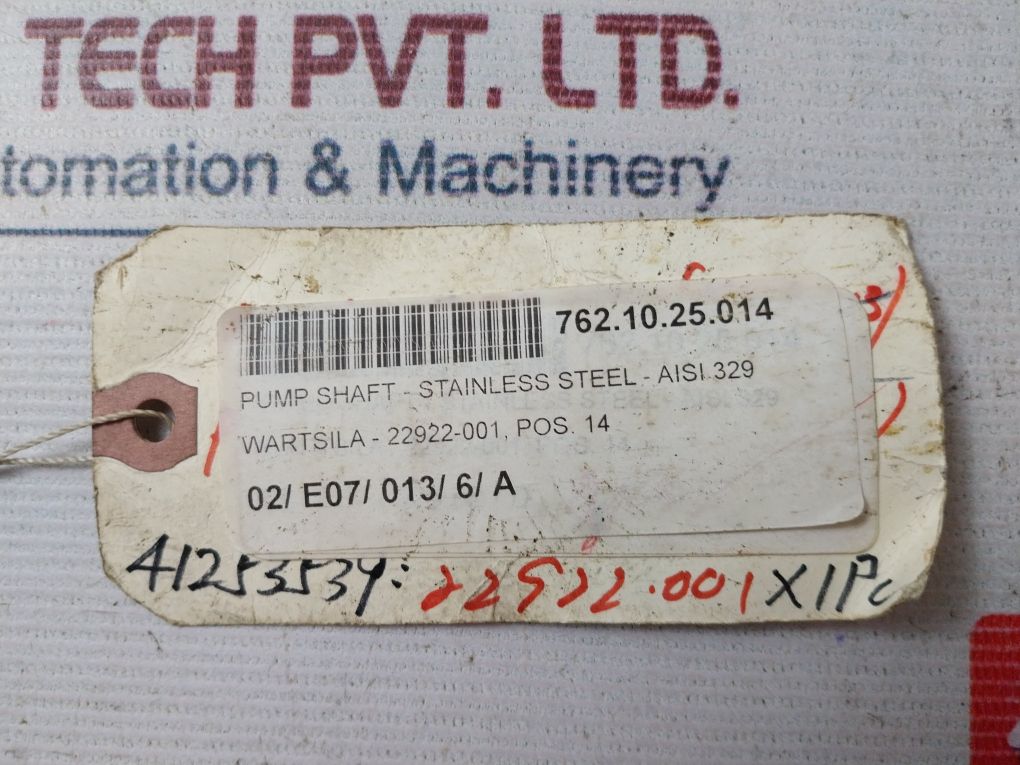 TECH PVT. LTD.
tomation & Machinery
762.10.25.014
PUMP SHAFT - STAINLESS STEEL - AISI 329
WARTSILA - 22922-001, POS. 14
02/ E07/ 013/ 6/ A
41253534: 22922.001 X 1Pc